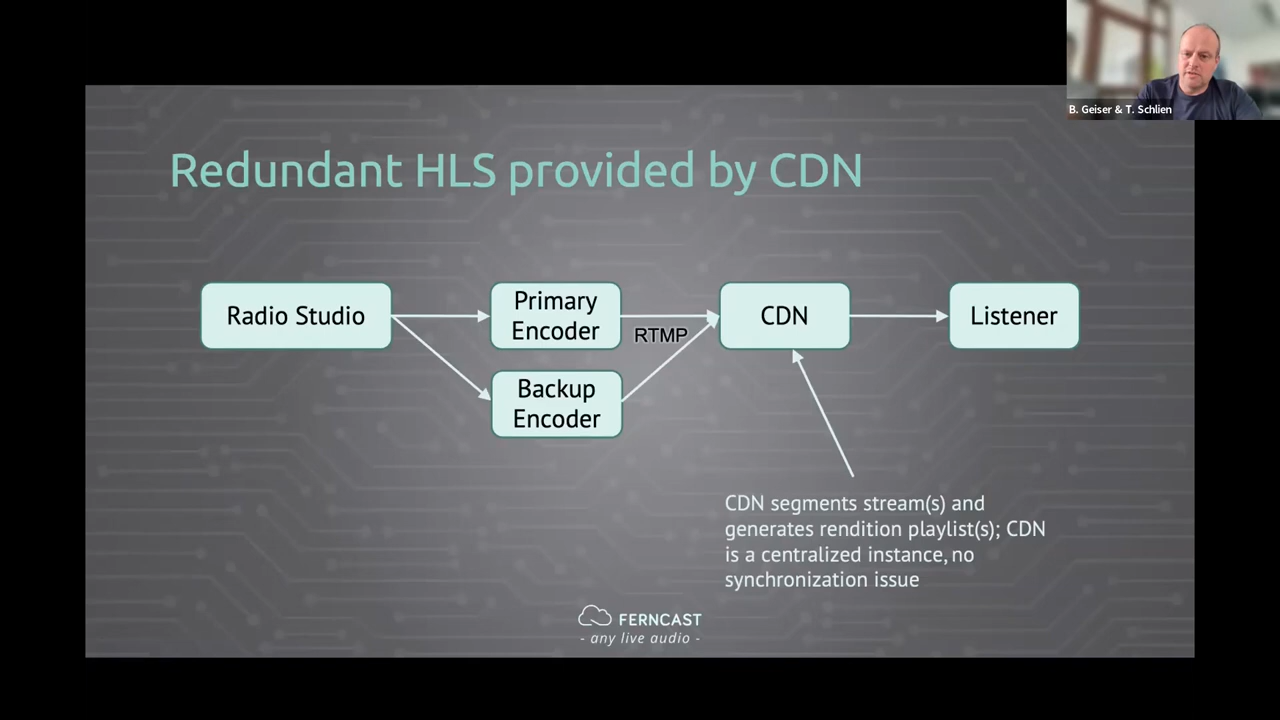 B. Geiser & T. Schlien
Redundant HLS provided by CDN
Radio Studio
Primary
Encoder
RTMP
CDN
Listener
Backup
Encoder
CDN segments stream(s) and
generates rendition playlist(s); CDN
is a centralized instance, no
synchronization issue
FERNCAST
- any live audio -